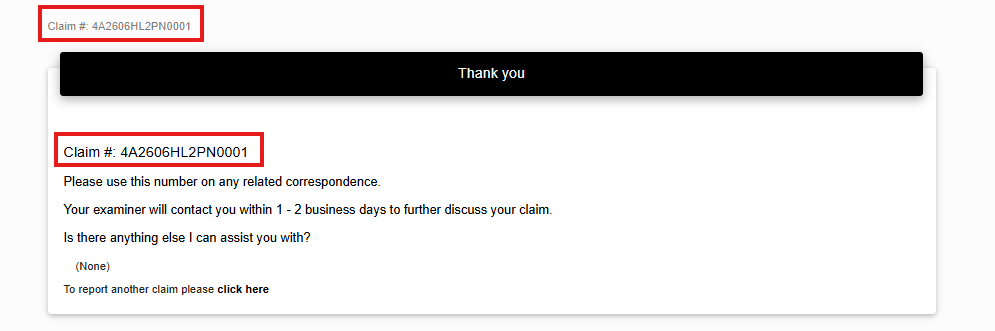 Claim #: 4A2606HL2PN0001
Thank you
Claim #: 4A2606HL2PN0001
Please use this number on any related correspondence.
Your examiner will contact you within 1 - 2 business days to further discuss your claim.
Is there anything else I can assist you with?
(None)
To report another claim please click here